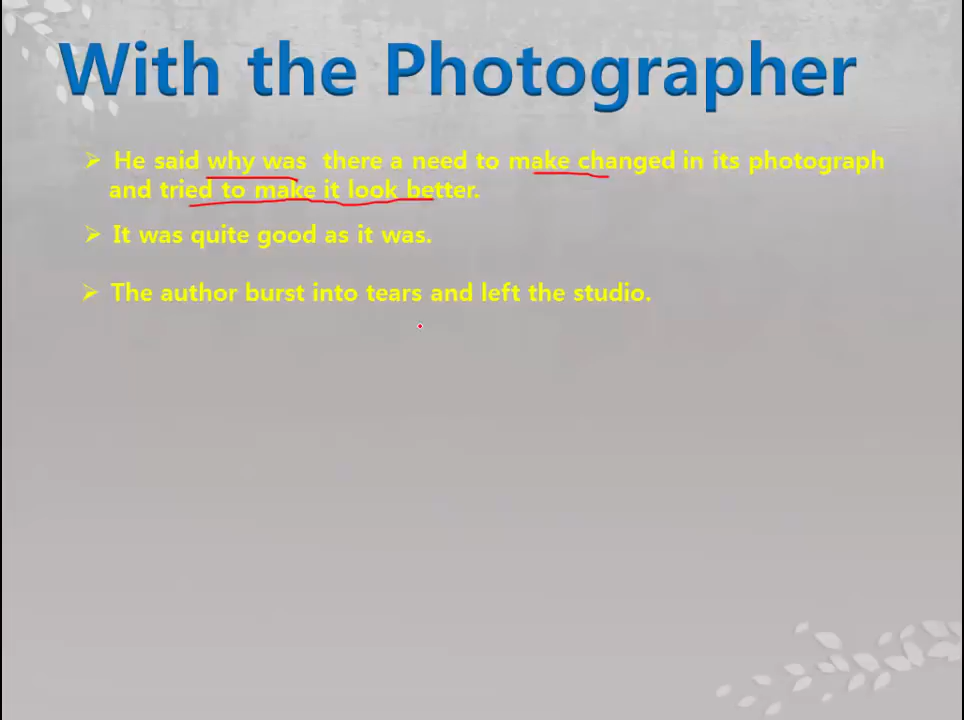 With the Photographer
➢ He said why was there a need to make changed in its photograph
and tried to make it look better.
➢ It was quite good as it was.
➢ The author burst into tears and left the studio.